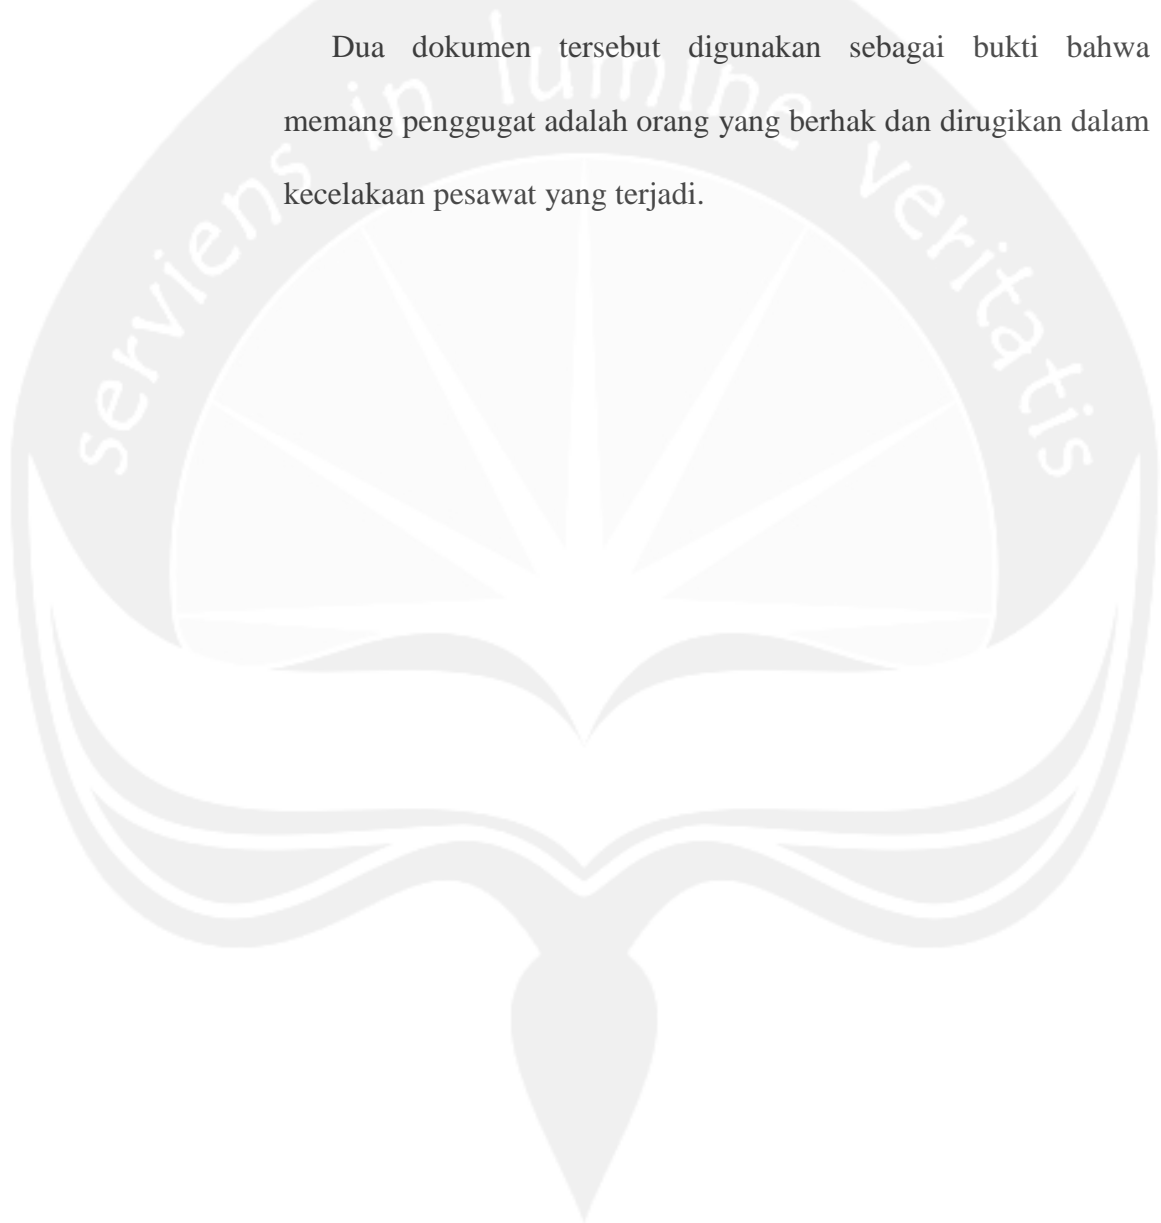 Dua dokumen tersebut digunakan sebagai bukti bahwa
memang penggugat adalah orang yang berhak dan dirugikan dalam
kecelakaan pesawat yang terjadi.
serviens in lumine veritatis